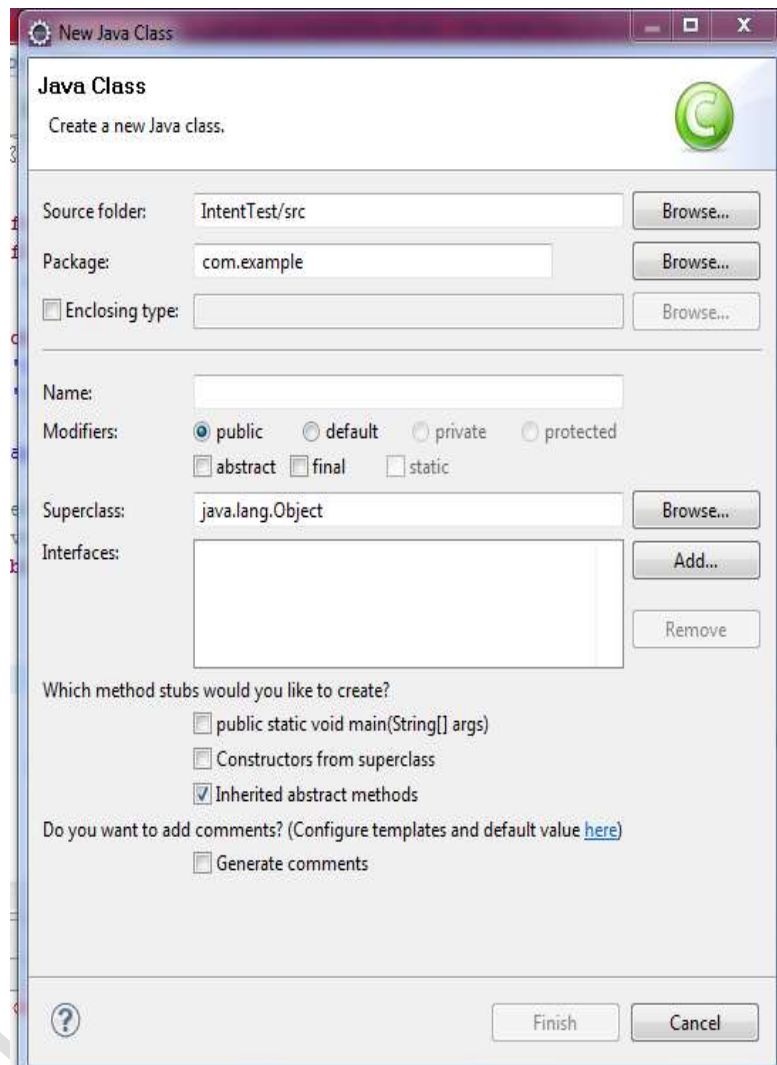 New Java Class
Java Class
Create a new Java class.
Source folder: IntentTest/src Browse...
Package: com.example Browse...
Enclosing type: Browse...
Name:
Modifiers: public default private protected
abstract final static
Superclass: java.lang.Object Browse...
Interfaces: Add...
Remove
Which method stubs would you like to create?
public static void main(String[] args)
Constructors from superclass
Inherited abstract methods
Do you want to add comments? (Configure templates and default value here)
Generate comments
Finish Cancel